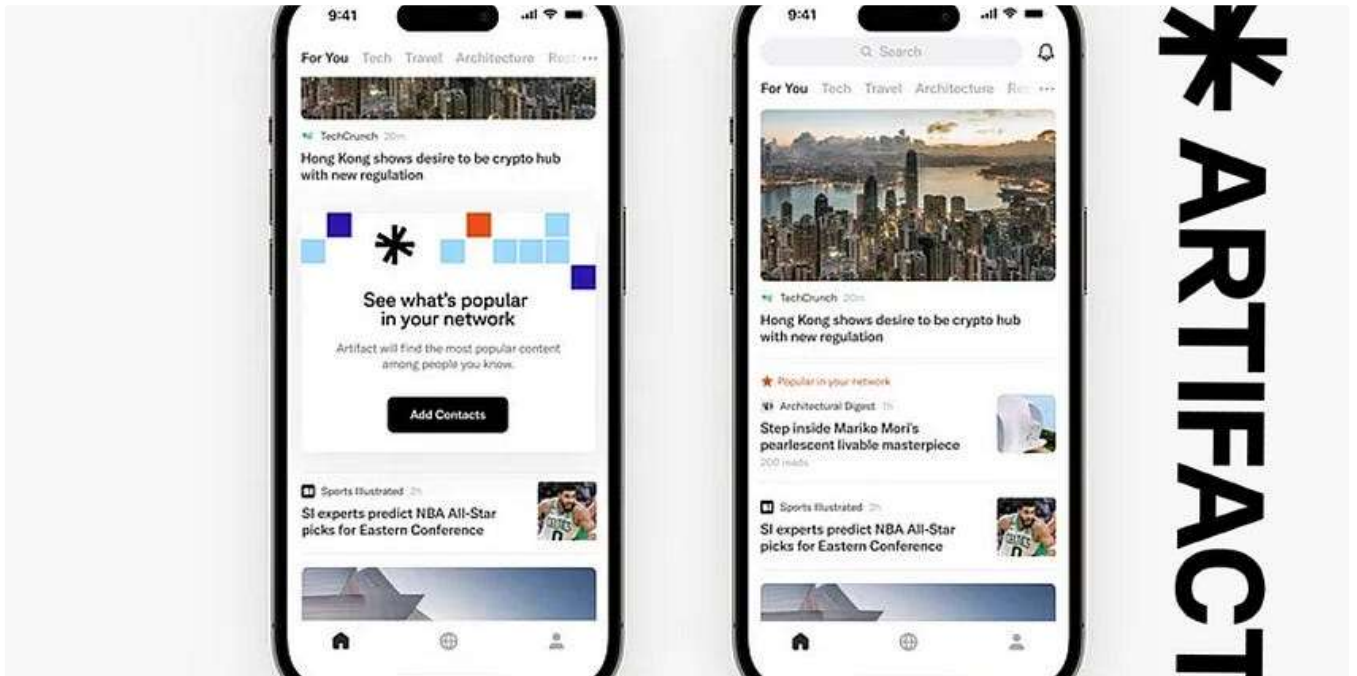 9:41
For You Tech Travel Architecture
TechCrunch 20m
Hong Kong shows desire to be crypto hub
with new regulation
See what's popular
in your network
Artifact will find the most popular content
among people you know.
Add Contacts
Sports Illustrated 2h
SI experts predict NBA All-Star
picks for Eastern Conference
9:41
Search
For You Tech Travel Architecture
TechCrunch 20m
Hong Kong shows desire to be crypto hub
with new regulation
Popular in your network
Architectural Digest 1h
Step inside Mariko Mori's
pearlescent livable masterpiece
200 reads
Sports Illustrated 2h
SI experts predict NBA All-Star
picks for Eastern Conference
ARTIFACT